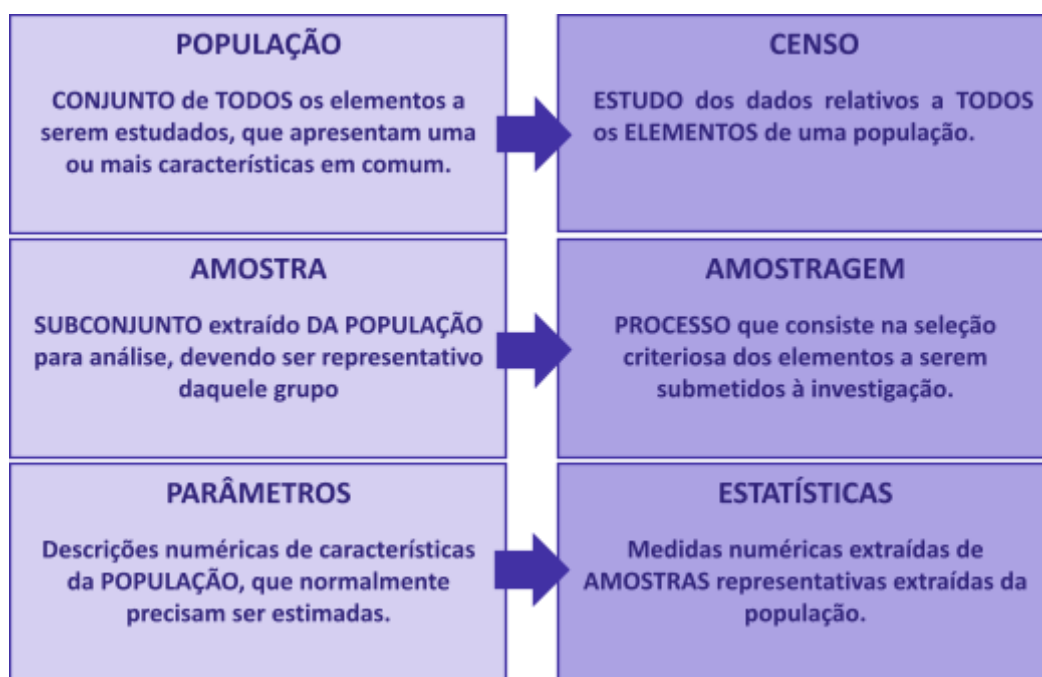 POPULAÇÃO
CONJUNTO de TODOS os elementos a
serem estudados, que apresentam uma
ou mais características em comum.
CENSO
ESTUDO dos dados relativos a TODOS
os ELEMENTOS de uma população.
AMOSTRA
SUBCONJUNTO extraído DA POPULAÇÃO
para análise, devendo ser representativo
daquele grupo
AMOSTRAGEM
PROCESSO que consiste na seleção
criteriosa dos elementos a serem
submetidos à investigação.
PARÂMETROS
Descrições numéricas de características
da POPULAÇÃO, que normalmente
precisam ser estimadas.
ESTATÍSTICAS
Medidas numéricas extraídas de
AMOSTRAS representativas extraídas da
população.